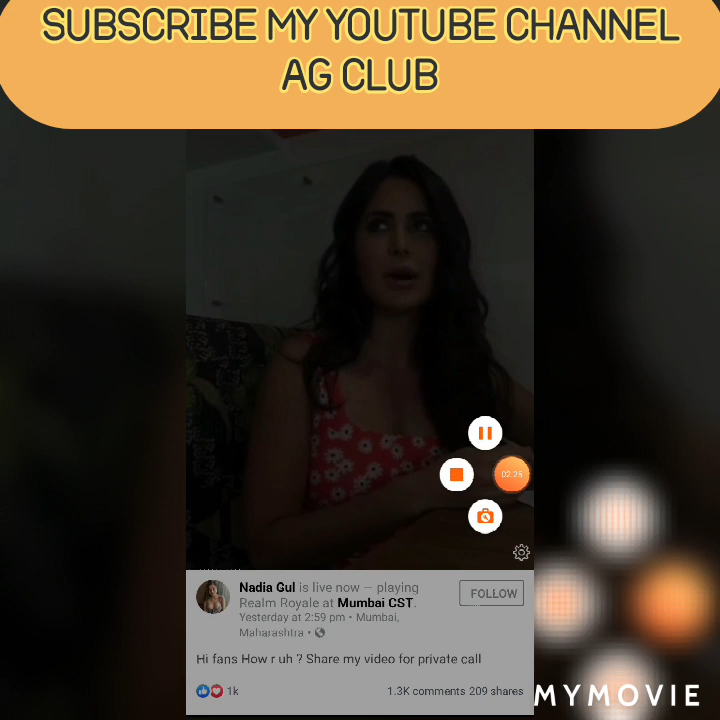 SUBSCRIBE MY YOUTUBE CHANNEL
AG CLUB
02:25
Nadia Gul is live now — playing
Realm Royale at Mumbai CST.
FOLLOW
Yesterday at 2:59 pm • Mumbai,
Maharashtra •
Hi fans How r uh ? Share my video for private call
1k
1.3K comments 209 shares
MYMOVIE